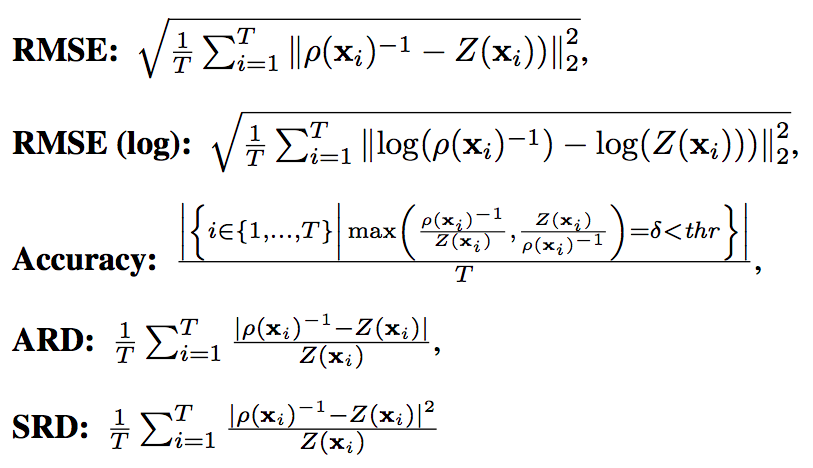 RMSE: √(1/T ∑_{i=1}^{T} ‖ρ(𝐱_i)^{−1} − Z(𝐱_i))‖_2^2),
RMSE (log): √(1/T ∑_{i=1}^{T} ‖log(ρ(𝐱_i)^{−1}) − log(Z(𝐱_i)))‖_2^2),
Accuracy: |{i∈{1,…,T}| max(ρ(𝐱_i)^{−1}/Z(𝐱_i), Z(𝐱_i)/ρ(𝐱_i)^{−1})=δ<thr}|/T,
ARD: 1/T ∑_{i=1}^{T} |ρ(𝐱_i)^{−1}−Z(𝐱_i)|/Z(𝐱_i),
SRD: 1/T ∑_{i=1}^{T} |ρ(𝐱_i)^{−1}−Z(𝐱_i)|^2/Z(𝐱_i)